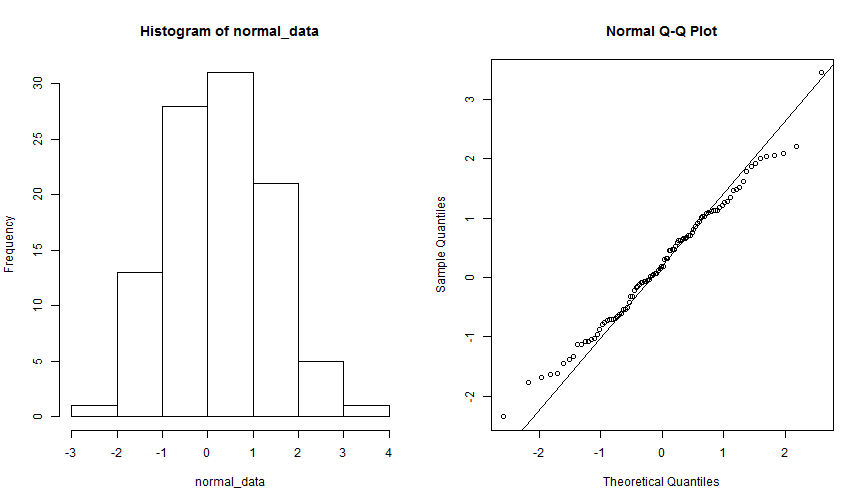 Histogram of normal_data
Frequency
30
25
20
15
10
5
0
-3 -2 -1 0 1 2 3 4
normal_data
Normal Q-Q Plot
Sample Quantiles
3
2
1
0
-1
-2
-2 -1 0 1 2
Theoretical Quantiles